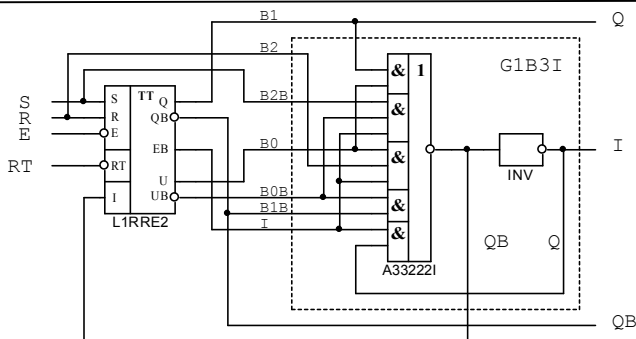 B1 Q
B2 G1B3I
& 1
S S TT Q B2B &
R R QB
E E
EB B0 & I
RT RT
U INV
I UB B0B &
L1RRE2 B1B
I & QB Q
A33222I
QB